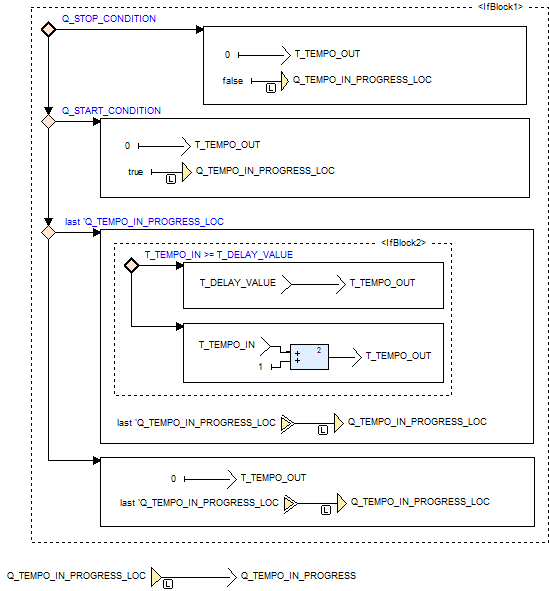 <IfBlock1>
Q_STOP_CONDITION
0 T_TEMPO_OUT
false L Q_TEMPO_IN_PROGRESS_LOC
Q_START_CONDITION
0 T_TEMPO_OUT
true L Q_TEMPO_IN_PROGRESS_LOC
last 'Q_TEMPO_IN_PROGRESS_LOC
<IfBlock2>
T_TEMPO_IN >= T_DELAY_VALUE
T_DELAY_VALUE T_TEMPO_OUT
T_TEMPO_IN + 2
T_TEMPO_OUT
1 +
last 'Q_TEMPO_IN_PROGRESS_LOC L Q_TEMPO_IN_PROGRESS_LOC
0 T_TEMPO_OUT
last 'Q_TEMPO_IN_PROGRESS_LOC L Q_TEMPO_IN_PROGRESS_LOC
Q_TEMPO_IN_PROGRESS_LOC L Q_TEMPO_IN_PROGRESS